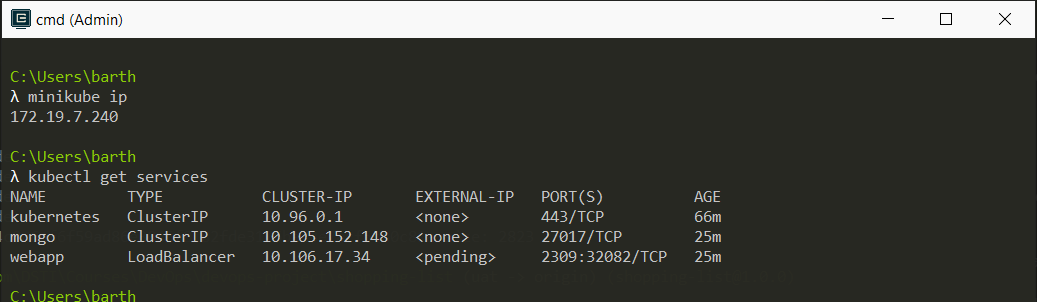 cmd (Admin)
C:\Users\barth
λ minikube ip
172.19.7.240
C:\Users\barth
λ kubectl get services
NAME TYPE CLUSTER-IP EXTERNAL-IP PORT(S) AGE
kubernetes ClusterIP 10.96.0.1 <none> 443/TCP 66m
mongo ClusterIP 10.105.152.148 <none> 27017/TCP 25m
webapp LoadBalancer 10.106.17.34 <pending> 2309:32082/TCP 25m
C:\Users\barth